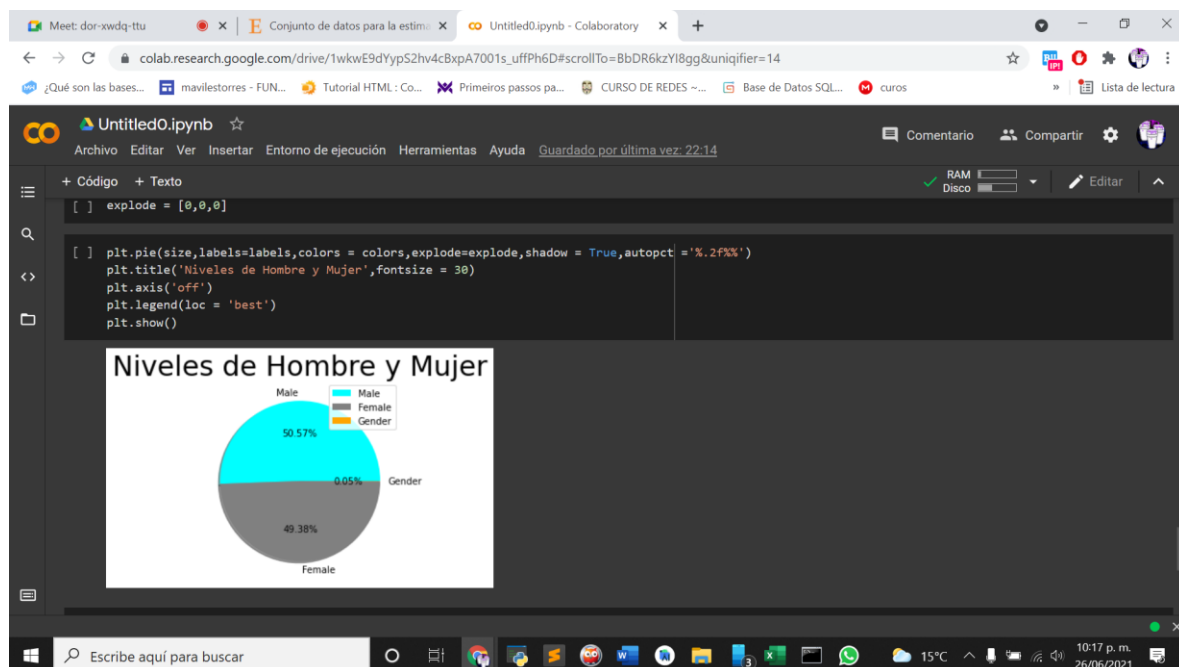 Meet: dor-xwdq-ttu
Conjunto de datos para la estima
Untitled0.ipynb - Colaboratory
colab.research.google.com/drive/1wkwE9dYypS2hv4cBxpA7001s_uffPh6D#scrollTo=BbDR6kzYI8gg&uniqifier=14
¿Qué son las bases...
mavilestorres - FUN...
Tutorial HTML : Co...
Primeiros passos pa...
CURSO DE REDES ~...
Base de Datos SQL...
curos
»
Lista de lectura
Untitled0.ipynb
Comentario
Compartir
Archivo Editar Ver Insertar Entorno de ejecución Herramientas Ayuda Guardado por última vez: 22:14
+ Código + Texto
RAM
Disco
Editar
[ ] explode = [0,0,0]
[ ] plt.pie(size,labels=labels,colors = colors,explode=explode,shadow = True,autopct ='%.2f%%')
plt.title('Niveles de Hombre y Mujer',fontsize = 30)
plt.axis('off')
plt.legend(loc = 'best')
plt.show()
Niveles de Hombre y Mujer
Male
Male
Female
Gender
50.57%
0.05%
Gender
49.38%
Female
Escribe aquí para buscar
15°C
10:17 p. m.
26/06/2021